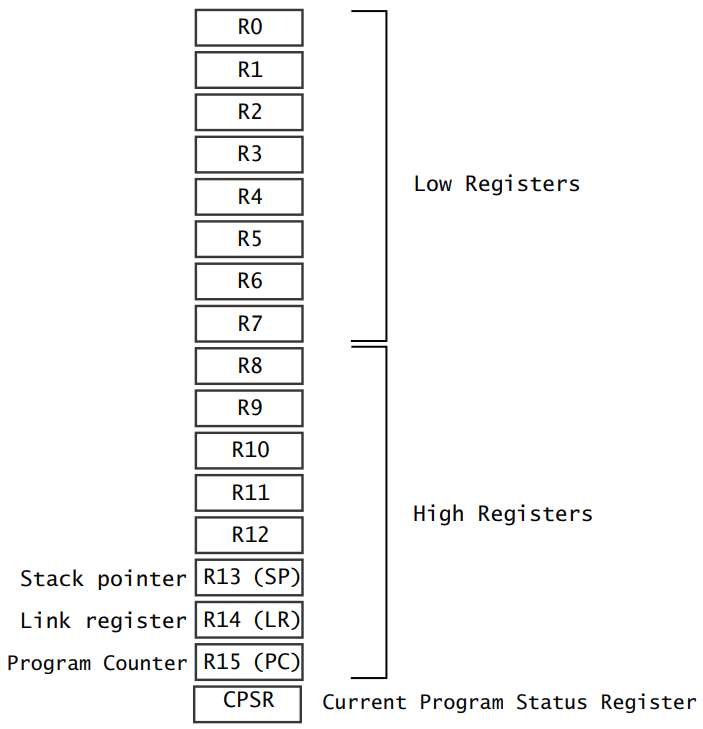 R0
R1
R2
R3
R4
Low Registers
R5
R6
R7
R8
R9
R10
R11
High Registers
R12
Stack pointer R13 (SP)
Link register R14 (LR)
Program Counter R15 (PC)
CPSR Current Program Status Register